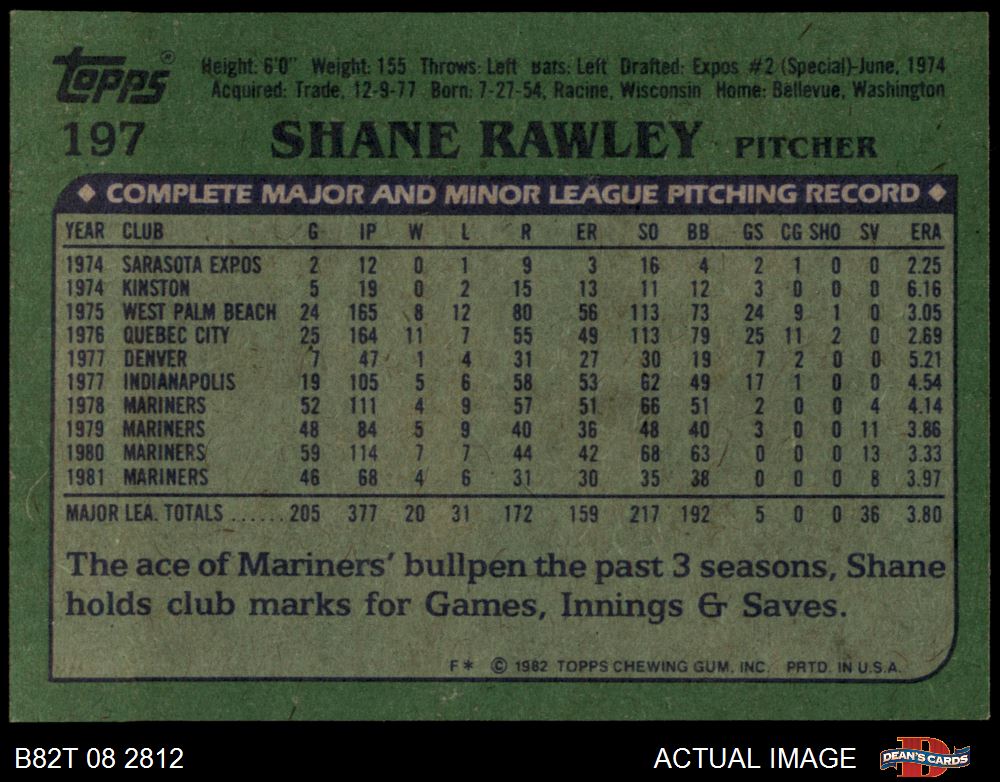 Topps®
Height: 6'0" Weight: 155 Throws: Left Bats: Left Drafted: Expos #2 (Special)-June, 1974
Acquired: Trade, 12-9-77 Born: 7-27-54, Racine, Wisconsin Home: Bellevue, Washington
197 SHANE RAWLEY PITCHER
◆ COMPLETE MAJOR AND MINOR LEAGUE PITCHING RECORD ◆
YEAR CLUB G IP W L R ER SO BB GS CG SHO SV ERA
1974 SARASOTA EXPOS 2 12 0 1 9 3 16 4 2 1 0 0 2.25
1974 KINSTON 5 19 0 2 15 13 11 12 3 0 0 0 6.16
1975 WEST PALM BEACH 24 165 8 12 80 56 113 73 24 9 1 0 3.05
1976 QUEBEC CITY 25 164 11 7 55 49 113 79 25 11 2 0 2.69
1977 DENVER 7 47 1 4 31 27 30 19 7 2 0 0 5.21
1977 INDIANAPOLIS 19 105 5 6 58 53 62 49 17 1 0 0 4.54
1978 MARINERS 52 111 4 9 57 51 66 51 2 0 0 4 4.14
1979 MARINERS 48 84 5 9 40 36 48 40 3 0 0 11 3.86
1980 MARINERS 59 114 7 7 44 42 68 63 0 0 0 13 3.33
1981 MARINERS 46 68 4 6 31 30 35 38 0 0 0 8 3.97
MAJOR LEA. TOTALS ...... 205 377 20 31 172 159 217 192 5 0 0 36 3.80
The ace of Mariners' bullpen the past 3 seasons, Shane
holds club marks for Games, Innings & Saves.
F* © 1982 TOPPS CHEWING GUM, INC. PRTD. IN U.S.A.
B82T 08 2812 ACTUAL IMAGE D DEAN'S CARDS